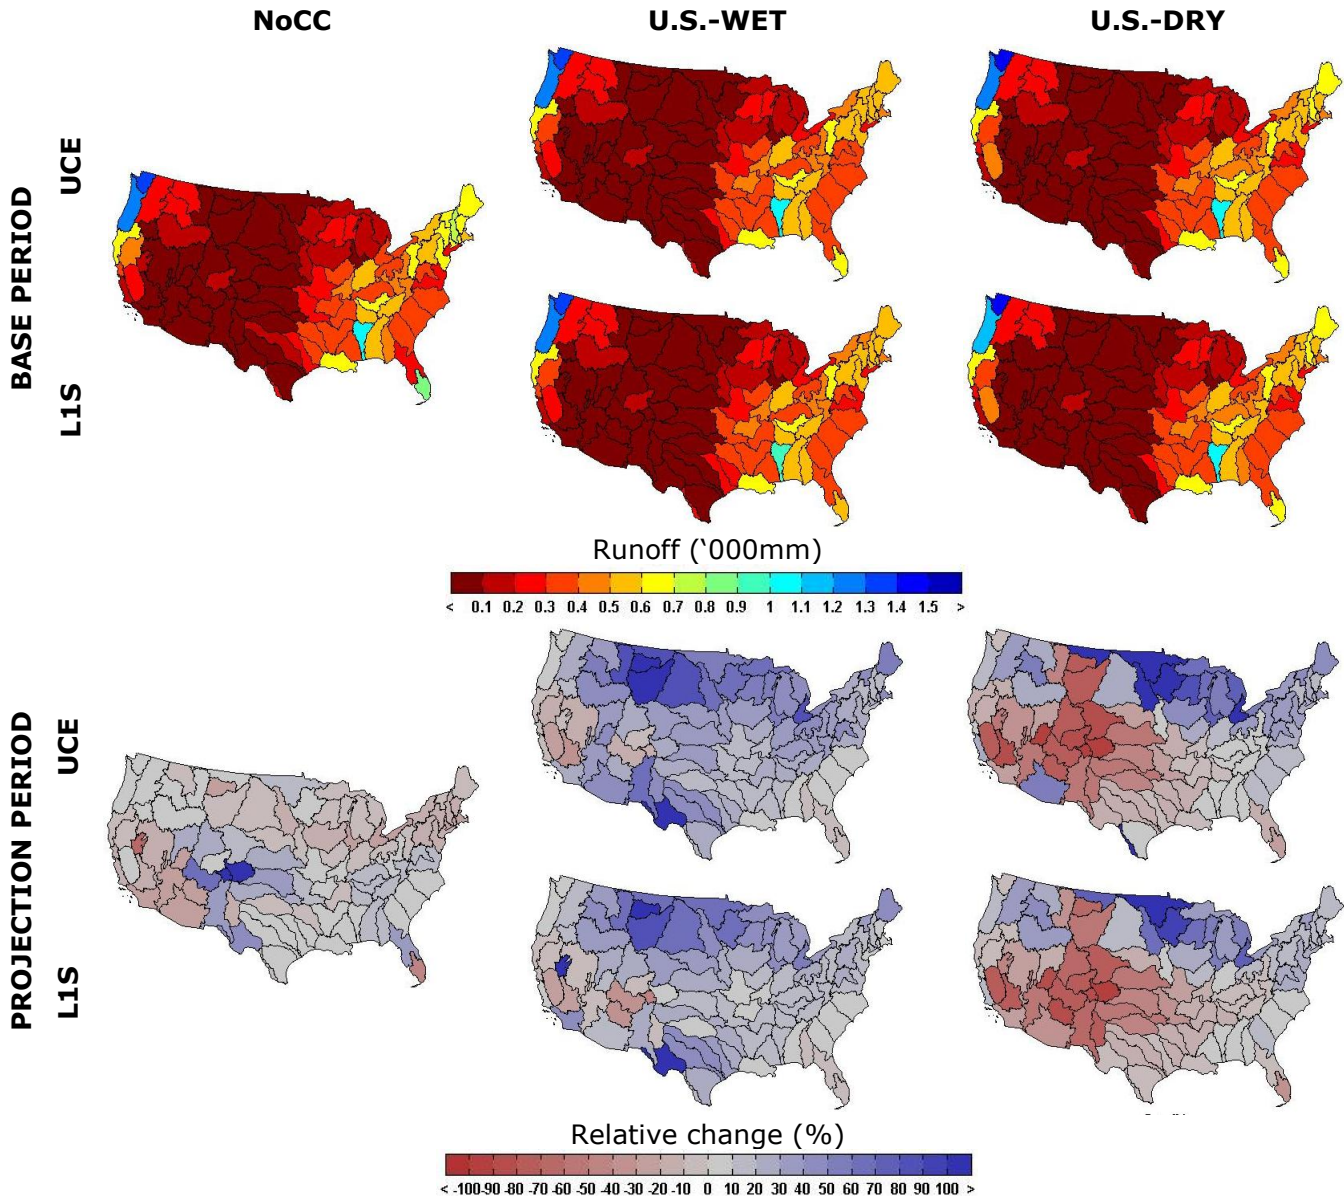 NoCC U.S.-WET U.S.-DRY
BASE PERIOD
UCE
L1S
Runoff (‘000mm)
< 0.1 0.2 0.3 0.4 0.5 0.6 0.7 0.8 0.9 1 1.1 1.2 1.3 1.4 1.5 >
PROJECTION PERIOD
UCE
L1S
Relative change (%)
< -100 -90 -80 -70 -60 -50 -40 -30 -20 -10 0 10 20 30 40 50 60 70 80 90 100 >